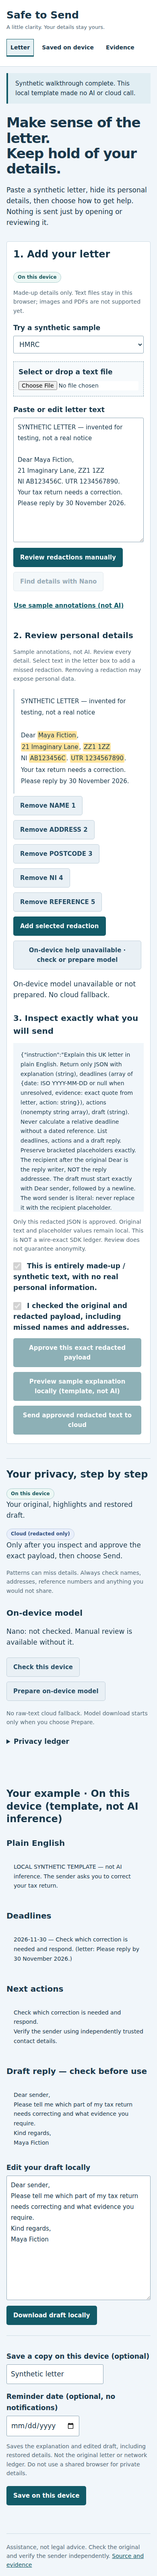 Safe to Send
A little clarity. Your details stay yours.
Letter Saved on device Evidence
Synthetic walkthrough complete. This
local template made no AI or cloud call.
Make sense of the
letter.
Keep hold of your
details.
Paste a synthetic letter, hide its personal
details, then choose how to get help.
Nothing is sent just by opening or
reviewing it.
1. Add your letter
On this device
Made-up details only. Text files stay in this
browser; images and PDFs are not supported
yet.
Try a synthetic sample
HMRC
Select or drop a text file
Choose File No file chosen
Paste or edit letter text
SYNTHETIC LETTER — invented for
testing, not a real notice
Dear Maya Fiction,
21 Imaginary Lane, ZZ1 1ZZ
NI AB123456C. UTR 1234567890.
Your tax return needs a correction.
Please reply by 30 November 2026.
Review redactions manually
Find details with Nano
Use sample annotations (not AI)
2. Review personal details
Sample annotations, not AI. Review every
detail. Select text in the letter box to add a
missed redaction. Removing a redaction may
expose personal data.
SYNTHETIC LETTER — invented for
testing, not a real notice
Dear Maya Fiction,
21 Imaginary Lane, ZZ1 1ZZ
NI AB123456C. UTR 1234567890.
Your tax return needs a correction.
Please reply by 30 November 2026.
Remove NAME 1
Remove ADDRESS 2
Remove POSTCODE 3
Remove NI 4
Remove REFERENCE 5
Add selected redaction
On-device help unavailable ·
check or prepare model
On-device model unavailable or not
prepared. No cloud fallback.
3. Inspect exactly what you
will send
{"instruction":"Explain this UK letter in
plain English. Return only JSON with
explanation (string), deadlines (array of
{date: ISO YYYY-MM-DD or null when
unresolved, evidence: exact quote from
letter, action: string}), actions
(nonempty string array), draft (string).
Never calculate a relative deadline
without a dated reference. List
deadlines, actions and a draft reply.
Preserve bracketed placeholders exactly.
The recipient after the original Dear is
the reply writer, NOT the reply
addressee. The draft must start exactly
with Dear sender, followed by a newline.
The word sender is literal: never replace
it with the recipient placeholder.
Only this redacted JSON is approved. Original
text and placeholder values remain local. This
is NOT a wire-exact SDK ledger. Review does
not guarantee anonymity.
This is entirely made-up /
synthetic text, with no real
personal information.
I checked the original and
redacted payload, including
missed names and addresses.
Approve this exact redacted
payload
Preview sample explanation
locally (template, not AI)
Send approved redacted text to
cloud
Your privacy, step by step
On this device
Your original, highlights and restored
draft.
Cloud (redacted only)
Only after you inspect and approve the
exact payload, then choose Send.
Patterns can miss details. Always check names,
addresses, reference numbers and anything you
would not share.
On-device model
Nano: not checked. Manual review is
available without it.
Check this device
Prepare on-device model
No raw-text cloud fallback. Model download starts
only when you choose Prepare.
Privacy ledger
Your example · On this
device (template, not AI
inference)
Plain English
LOCAL SYNTHETIC TEMPLATE — not AI
inference. The sender asks you to correct
your tax return.
Deadlines
2026-11-30 — Check which correction is
needed and respond. (letter: Please reply by
30 November 2026.)
Next actions
Check which correction is needed and
respond.
Verify the sender using independently trusted
contact details.
Draft reply — check before use
Dear sender,
Please tell me which part of my tax return
needs correcting and what evidence you
require.
Kind regards,
Maya Fiction
Edit your draft locally
Dear sender,
Please tell me which part of my tax return
needs correcting and what evidence you
require.
Kind regards,
Maya Fiction
Download draft locally
Save a copy on this device (optional)
Synthetic letter
Reminder date (optional, no
notifications)
mm/dd/yyyy
Saves the explanation and edited draft, including
restored details. Not the original letter or network
ledger. Do not use a shared browser for private
details.
Save on this device
Assistance, not legal advice. Check the original
and verify the sender independently. Source and
evidence